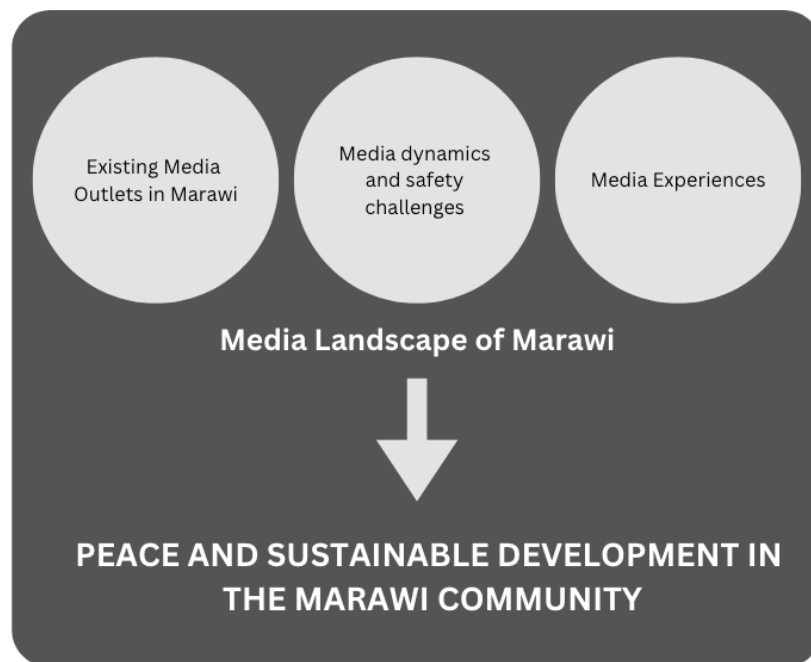 Existing Media
Outlets in Marawi
Media dynamics
and safety
challenges
Media Experiences
Media Landscape of Marawi
PEACE AND SUSTAINABLE DEVELOPMENT IN
THE MARAWI COMMUNITY